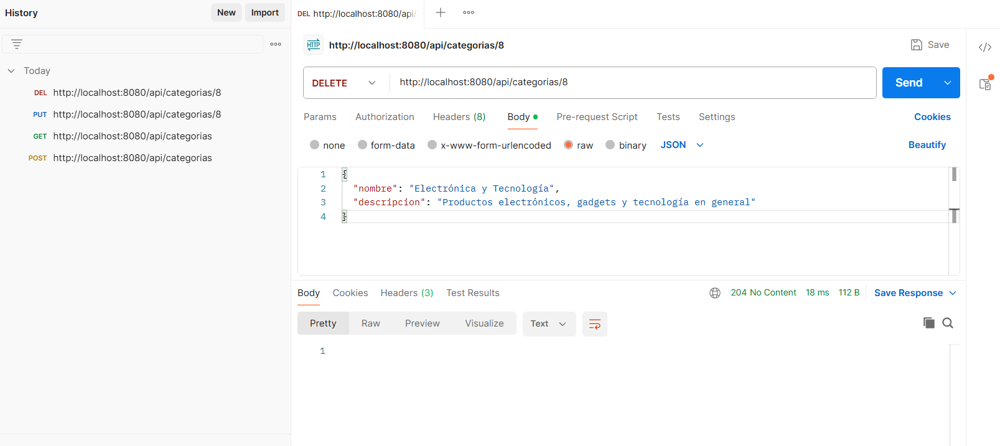 History
New
Import
Today
DEL http://localhost:8080/api/categorias/8
PUT http://localhost:8080/api/categorias/8
GET http://localhost:8080/api/categorias
POST http://localhost:8080/api/categorias
DEL http://localhost:8080/api/
HTTP http://localhost:8080/api/categorias/8
Save
DELETE http://localhost:8080/api/categorias/8
Send
Params Authorization Headers (8) Body Pre-request Script Tests Settings Cookies
none form-data x-www-form-urlencoded raw binary JSON Beautify
1 {
2 "nombre": "Electrónica y Tecnología",
3 "descripcion": "Productos electrónicos, gadgets y tecnología en general"
4 }
Body Cookies Headers (3) Test Results 204 No Content 18 ms 112 B Save Response
Pretty Raw Preview Visualize Text
1